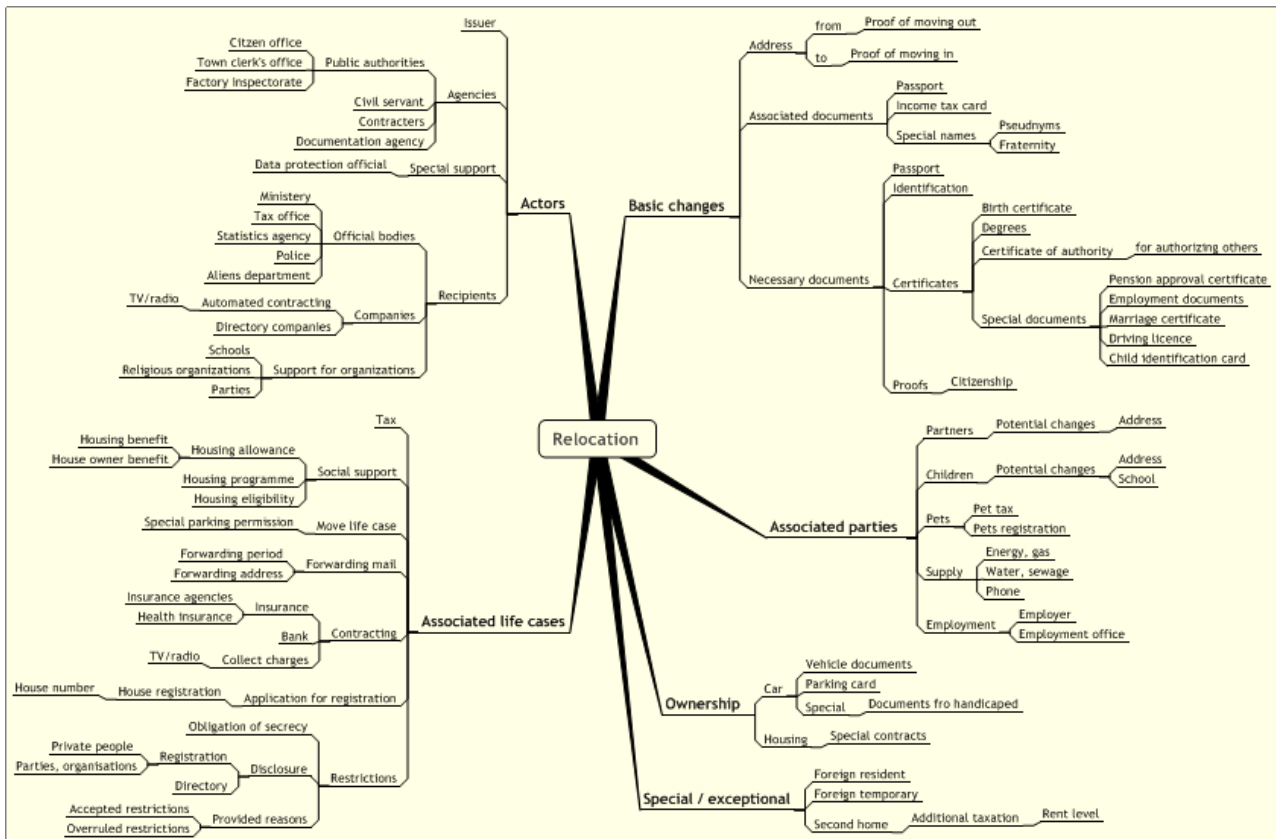 Relocation
Actors
Issuer
Agencies
Public authorities
Citzen office
Town clerk's office
Factory inspectorate
Civil servant
Contracters
Documentation agency
Special support
Data protection official
Recipients
Official bodies
Ministery
Tax office
Statistics agency
Police
Aliens department
Companies
Automated contracting
TV/radio
Directory companies
Support for organizations
Schools
Religious organizations
Parties
Basic changes
Address
from
Proof of moving out
to
Proof of moving in
Associated documents
Passport
Income tax card
Special names
Pseudnyms
Fraternity
Necessary documents
Passport
Identification
Certificates
Birth certificate
Degrees
Certificate of authority
for authorizing others
Special documents
Pension approval certificate
Employment documents
Marriage certificate
Driving licence
Child identification card
Proofs
Citizenship
Associated life cases
Tax
Social support
Housing allowance
Housing benefit
House owner benefit
Housing programme
Housing eligibility
Move life case
Special parking permission
Forwarding mail
Forwarding period
Forwarding address
Contracting
Insurance
Insurance agencies
Health insurance
Bank
Collect charges
TV/radio
Application for registration
House registration
House number
Restrictions
Obligation of secrecy
Disclosure
Registration
Private people
Parties, organisations
Directory
Provided reasons
Accepted restrictions
Overruled restrictions
Associated parties
Partners
Potential changes
Address
Children
Potential changes
Address
School
Pets
Pet tax
Pets registration
Supply
Energy, gas
Water, sewage
Phone
Employment
Employer
Employment office
Ownership
Car
Vehicle documents
Parking card
Special
Documents fro handicaped
Housing
Special contracts
Special / exceptional
Foreign resident
Foreign temporary
Second home
Additional taxation
Rent level